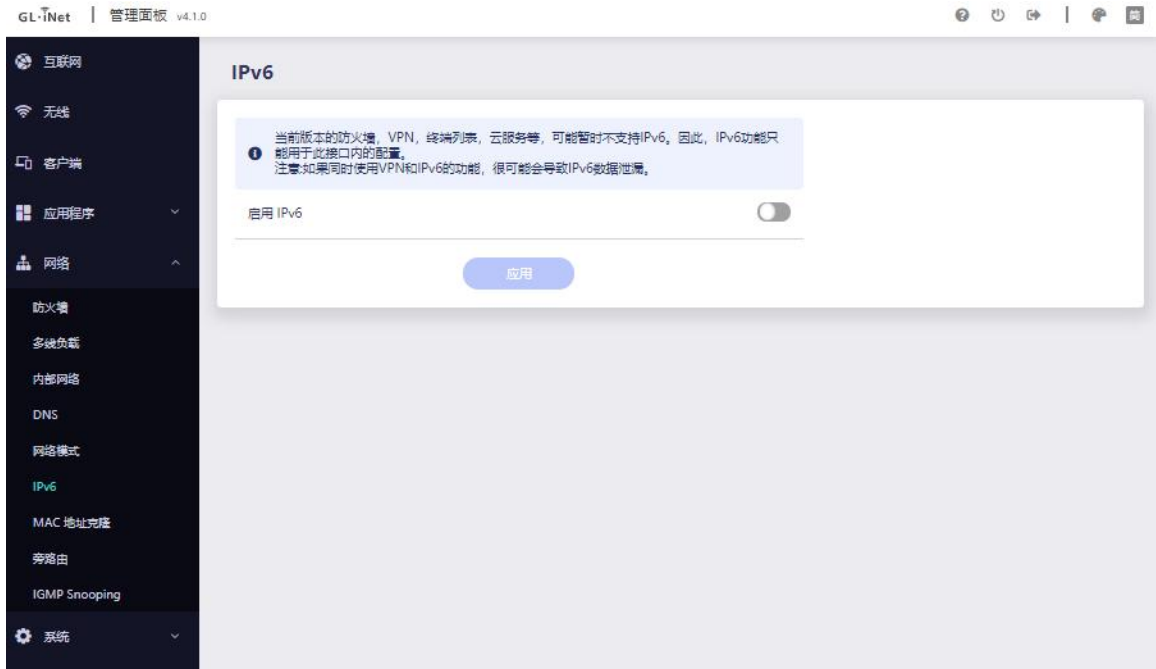 GL·iNet | 管理面板 v4.1.0
简
互联网
无线
客户端
应用程序
网络
防火墙
多线负载
内部网络
DNS
网络模式
IPv6
MAC 地址克隆
旁路由
IGMP Snooping
系统
IPv6
当前版本的防火墙，VPN，终端列表，云服务等，可能暂时不支持IPv6。因此，IPv6功能只
能用于此接口内的配置。
注意:如果同时使用VPN和IPv6的功能，很可能会导致IPv6数据泄漏。
启用 IPv6
应用